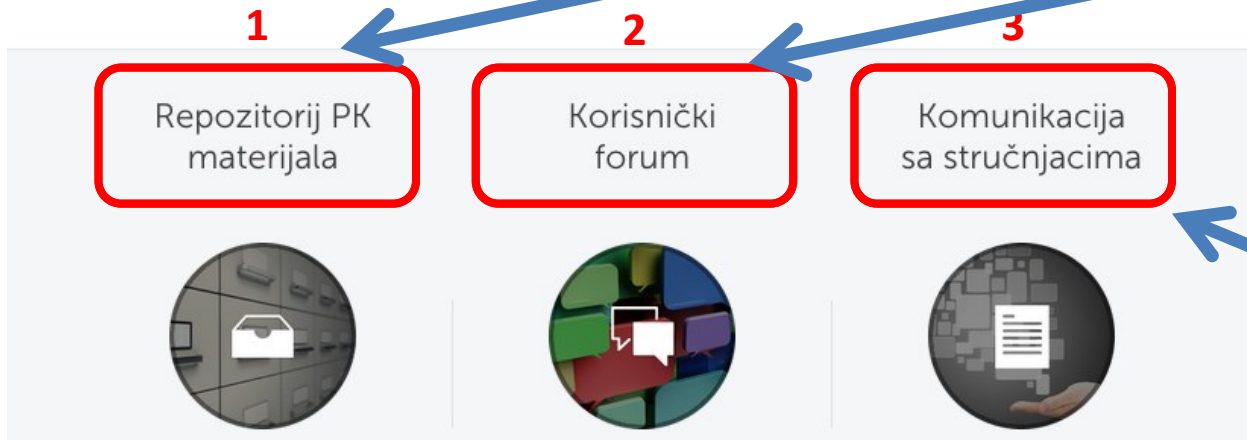 1
2
3
Repozitorij PK
materijala
Korisnički
forum
Komunikacija
sa stručnjacima